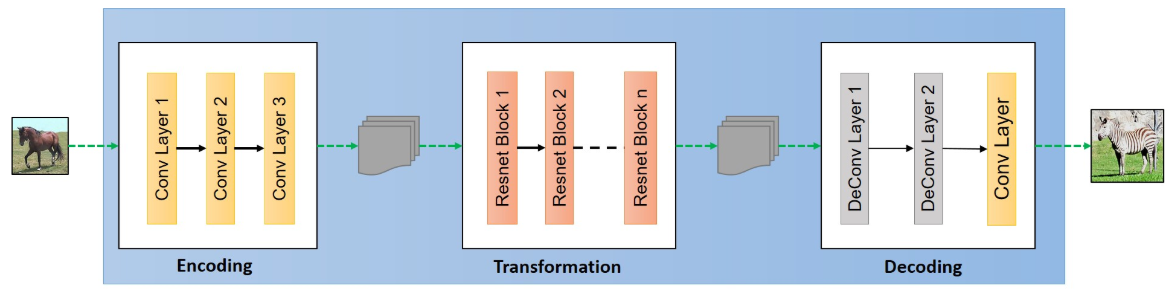 Conv Layer 1
Conv Layer 2
Conv Layer 3
Encoding
Resnet Block 1
Resnet Block 2
Resnet Block n
Transformation
DeConv Layer 1
DeConv Layer 2
Conv Layer
Decoding